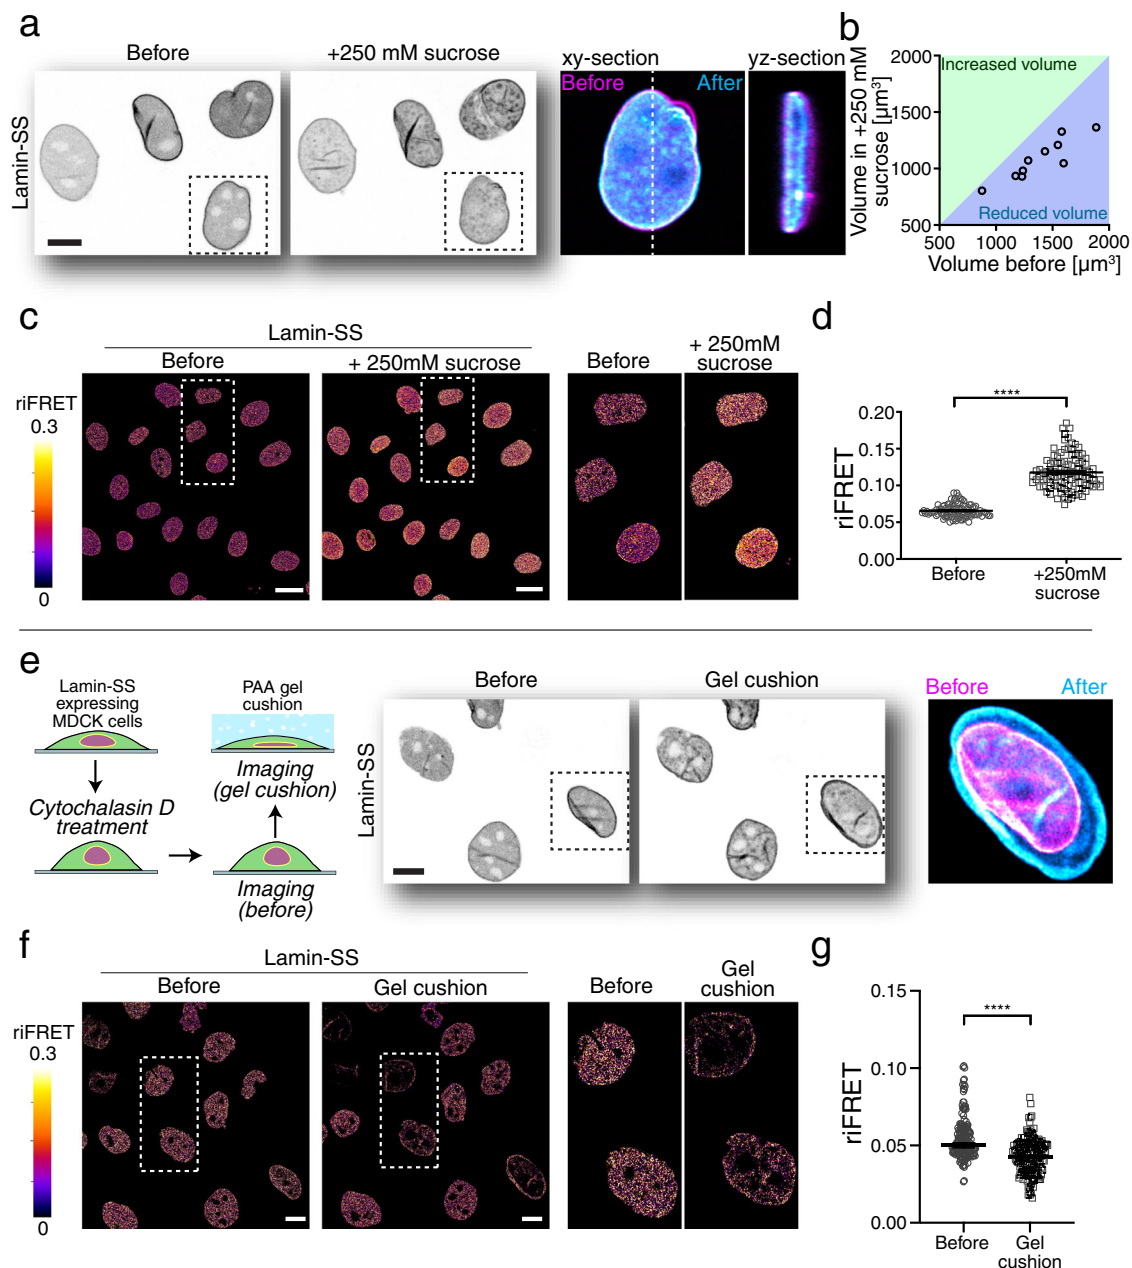 a
Before
+250 mM sucrose
Lamin-SS
xy-section
yz-section
Before
After
b
Volume in +250 mM
sucrose [µm³]
2000
1500
1000
500
Increased volume
Reduced volume
500
1000
1500
2000
Volume before [µm³]
c
Lamin-SS
Before
+ 250mM sucrose
Before
+ 250mM
sucrose
riFRET
0.3
0
d
****
riFRET
0.20
0.15
0.10
0.05
0.00
Before
+250mM
sucrose
e
Lamin-SS
expressing
MDCK cells
PAA gel
cushion
Imaging
(gel cushion)
Cytochalasin D
treatment
Imaging
(before)
Before
Gel cushion
Lamin-SS
Before
After
f
Lamin-SS
Before
Gel cushion
Before
Gel
cushion
riFRET
0.3
0
g
****
riFRET
0.15
0.10
0.05
0.00
Before
Gel
cushion